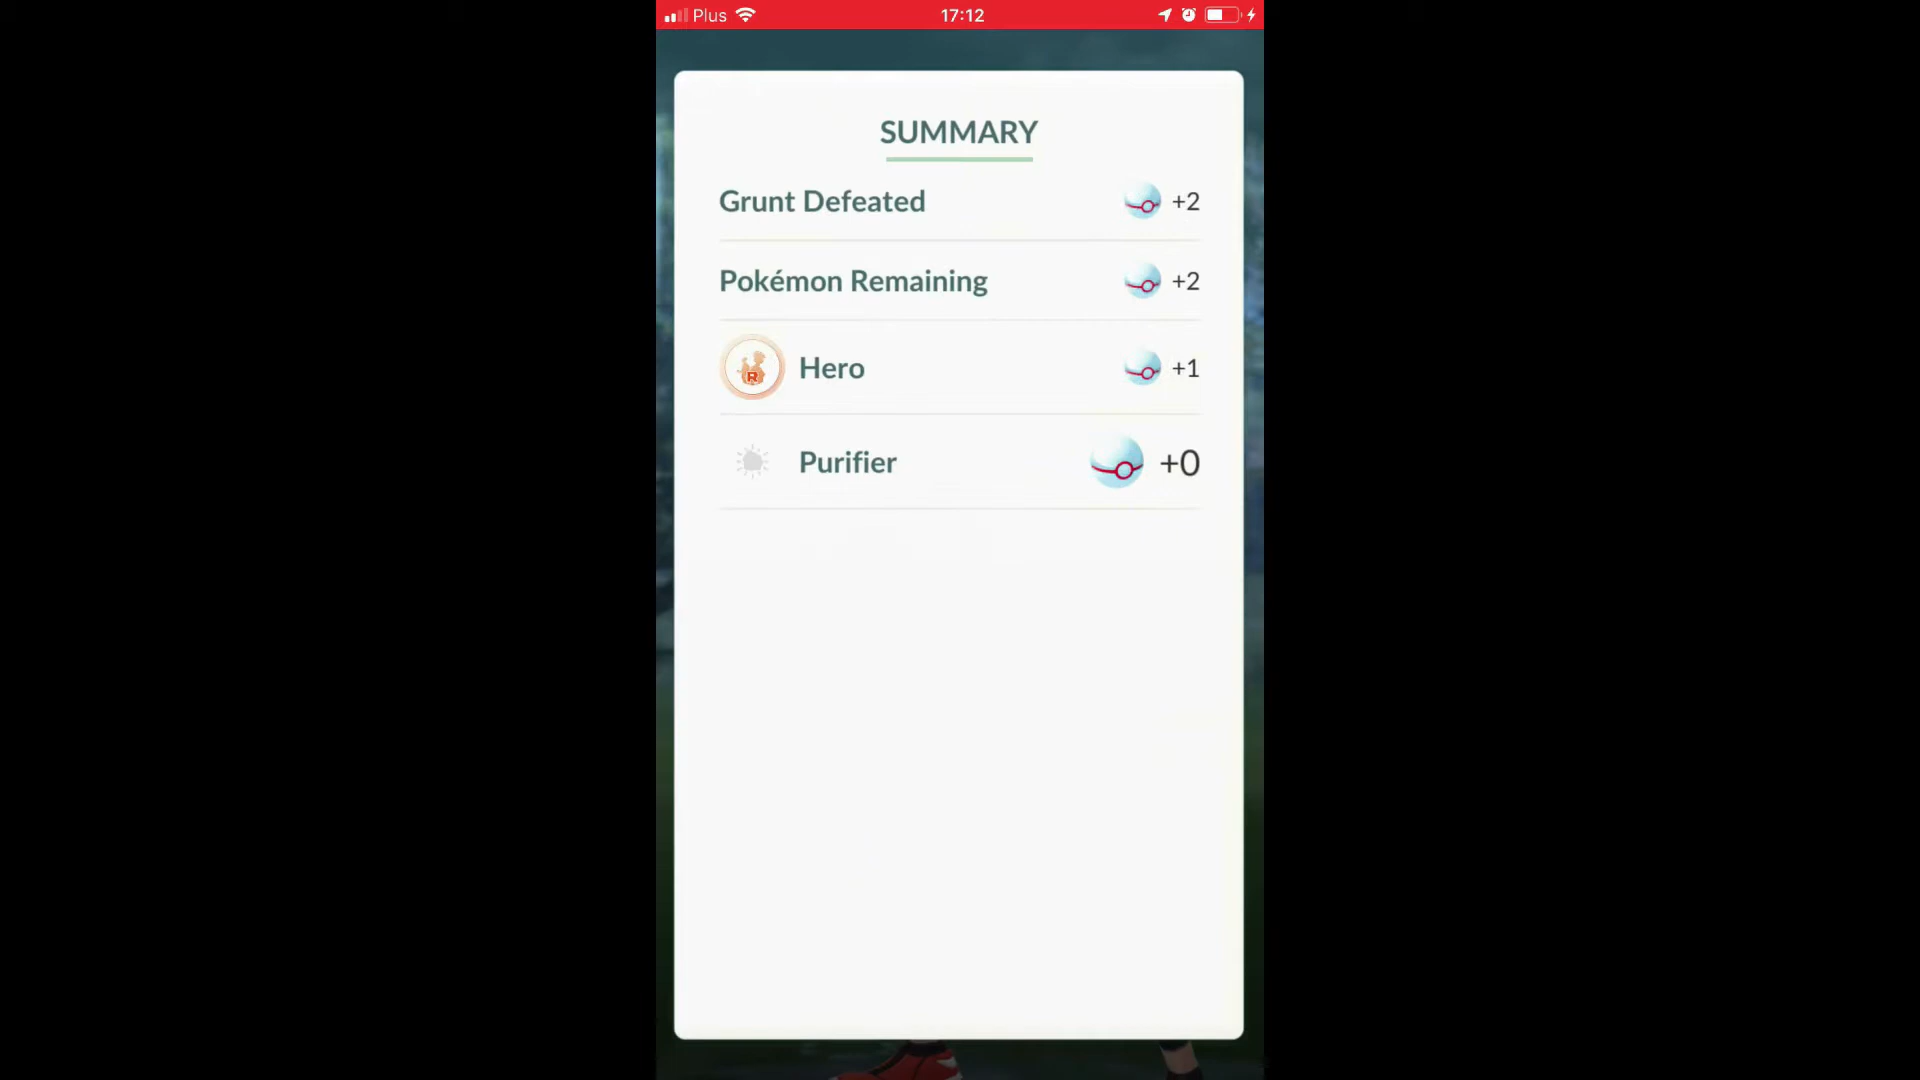 Plus 17:12
SUMMARY
Grunt Defeated +2
Pokémon Remaining +2
R Hero +1
Purifier +0